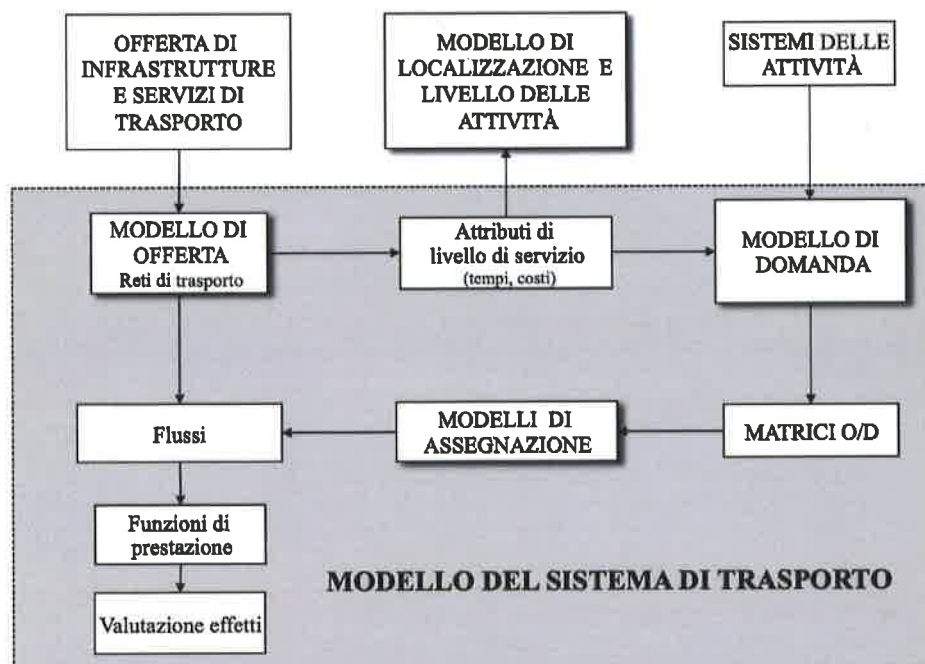 OFFERTA DI
INFRASTRUTTURE
E SERVIZI DI
TRASPORTO
MODELLO DI
LOCALIZZAZIONE E
LIVELLO DELLE
ATTIVITÀ
SISTEMI DELLE
ATTIVITÀ
MODELLO DI
OFFERTA
Reti di trasporto
Attributi di
livello di servizio
(tempi, costi)
MODELLO DI
DOMANDA
Flussi
MODELLI DI
ASSEGNAZIONE
MATRICI O/D
Funzioni di
prestazione
MODELLO DEL SISTEMA DI TRASPORTO
Valutazione effetti